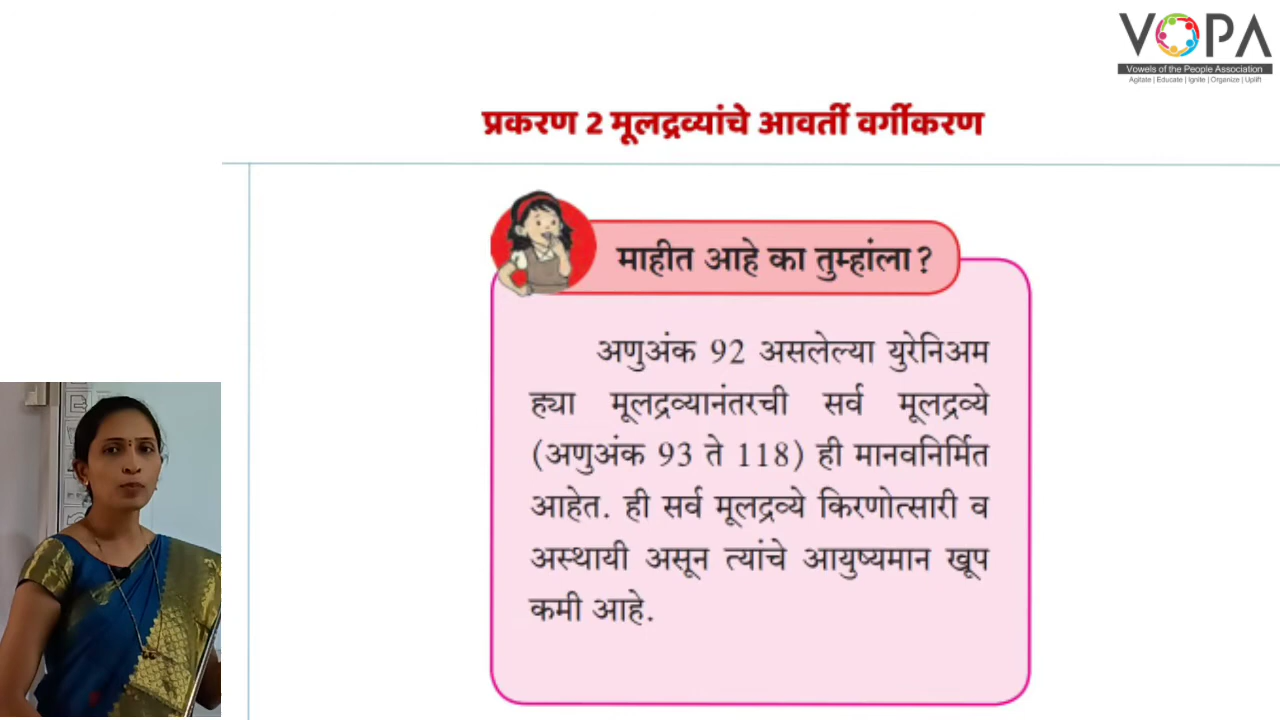 VOPA
Vowels of the People Association
Agitate | Educate | Ignite | Organize | Uplift
प्रकरण 2 मूलद्रव्यांचे आवर्ती वर्गीकरण
माहीत आहे का तुम्हांला?
अणुअंक 92 असलेल्या युरेनिअम
ह्या मूलद्रव्यानंतरची सर्व मूलद्रव्ये
(अणुअंक 93 ते 118) ही मानवनिर्मित
आहेत. ही सर्व मूलद्रव्ये किरणोत्सारी व
अस्थायी असून त्यांचे आयुष्यमान खूप
कमी आहे.